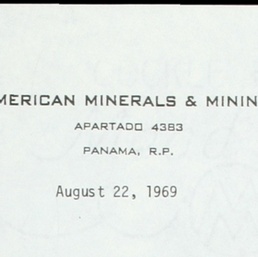 MERICAN MINERALS & MININ
APARTADO 4383
PANAMA, R.P.
August 22, 1969